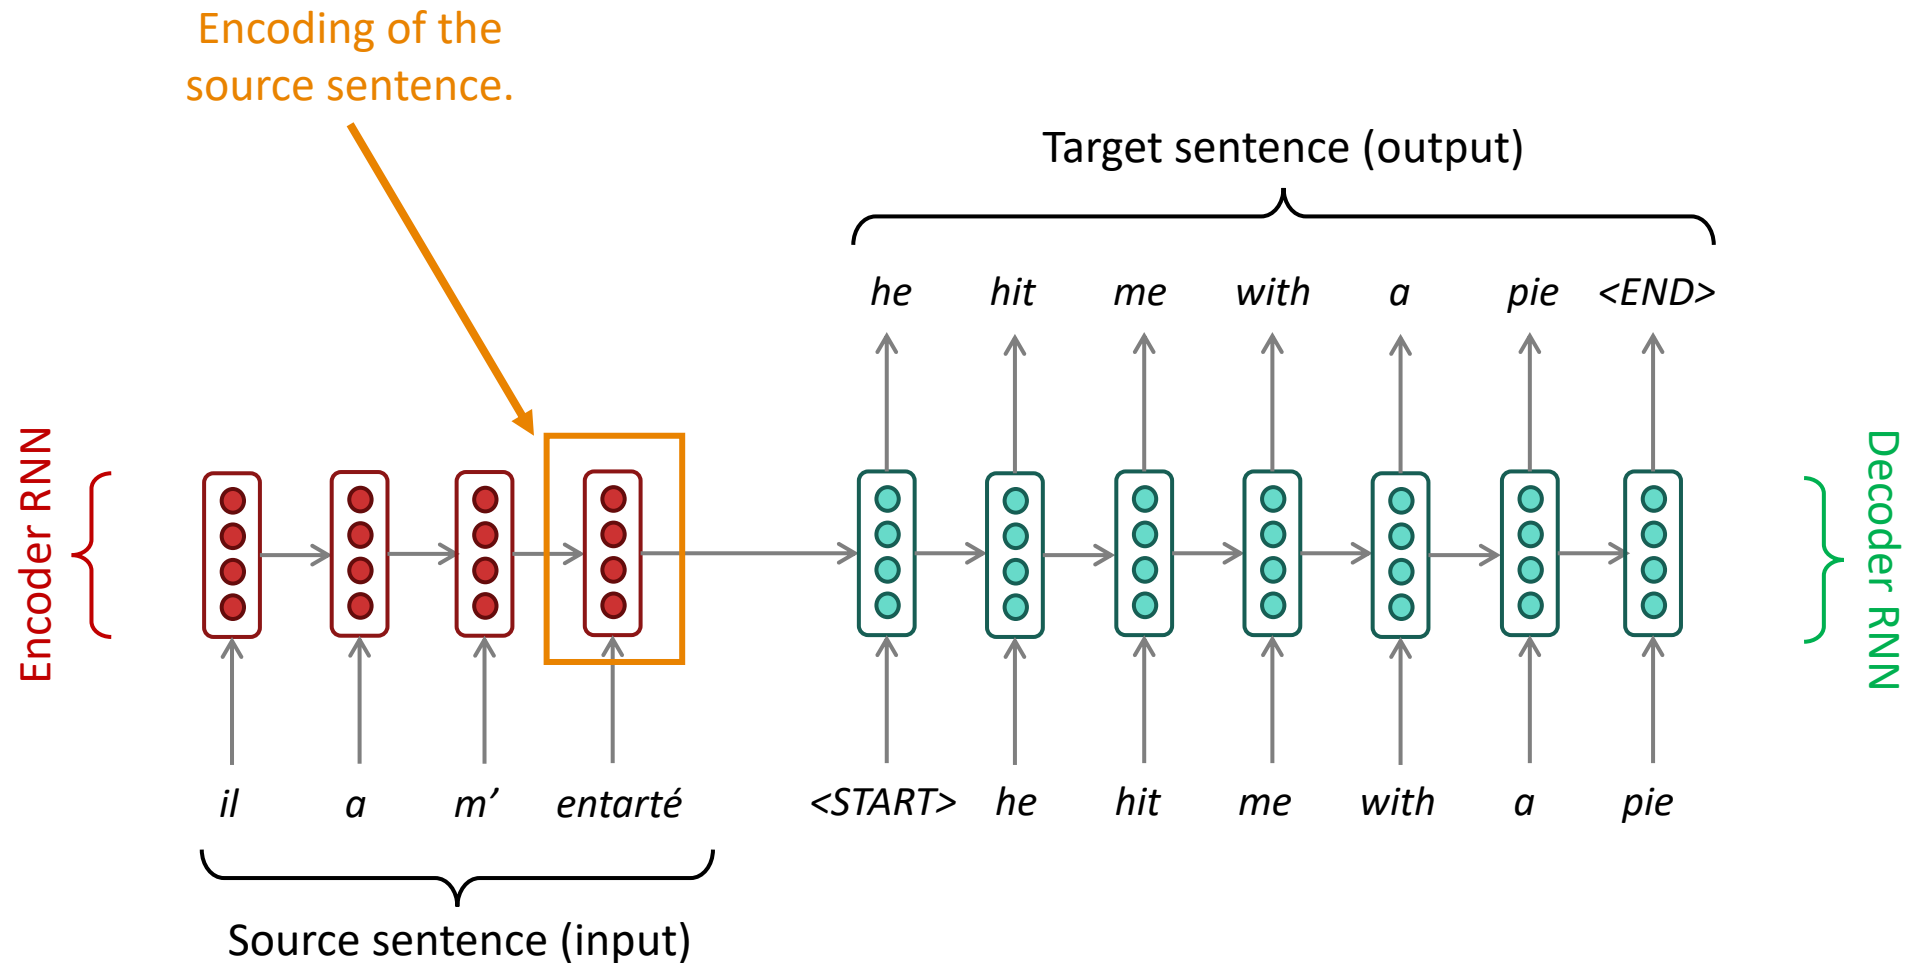 Encoding of the
source sentence.
Target sentence (output)
he hit me with a pie <END>
Encoder RNN
Decoder RNN
il a m’ entarté <START> he hit me with a pie
Source sentence (input)